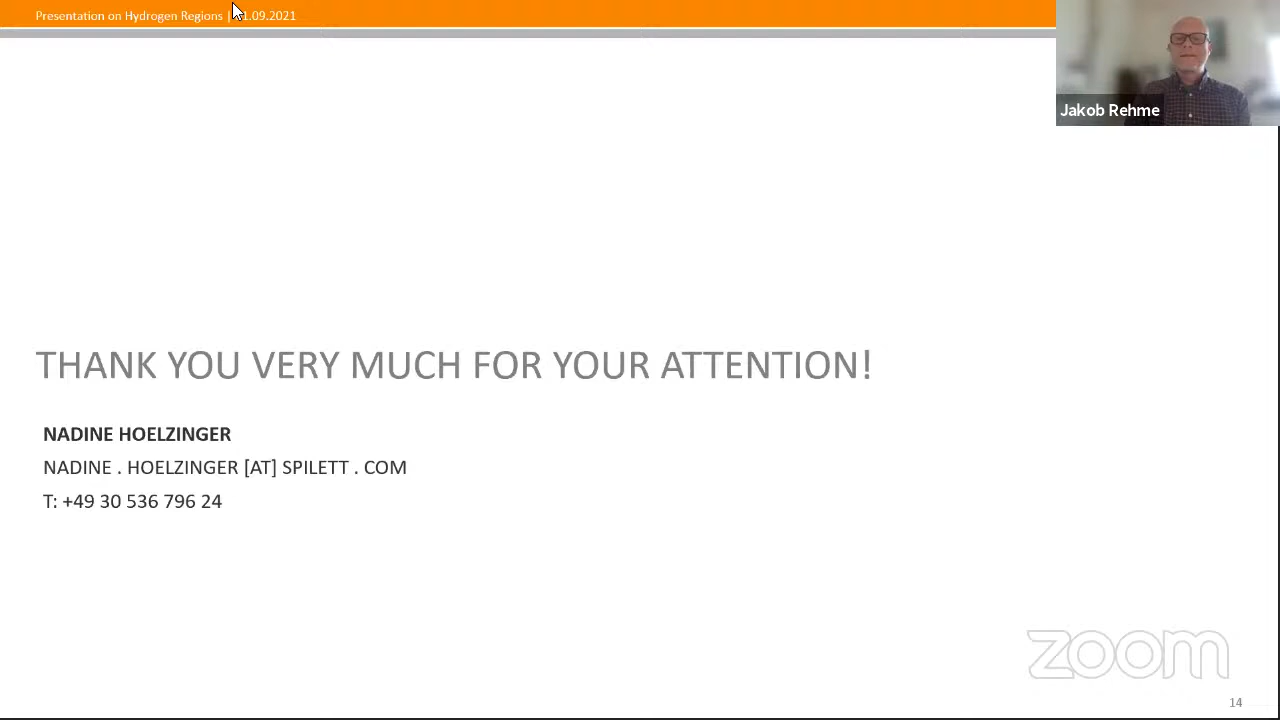 Presentation on Hydrogen Regions | 1.09.2021
Jakob Rehme
THANK YOU VERY MUCH FOR YOUR ATTENTION!
NADINE HOELZINGER
NADINE . HOELZINGER [AT] SPILETT . COM
T: +49 30 536 796 24
zoom
14